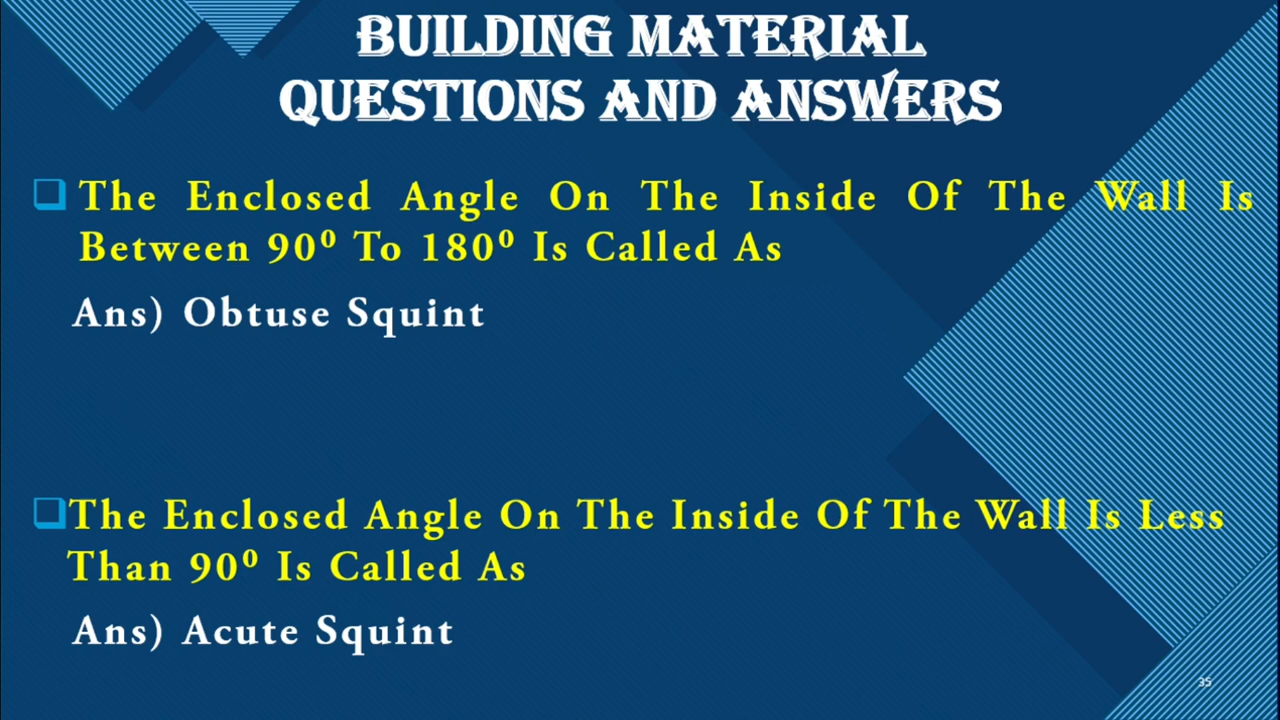 BUILDING MATERIAL
QUESTIONS AND ANSWERS
The Enclosed Angle On The Inside Of The Wall Is
Between 90⁰ To 180⁰ Is Called As
Ans) Obtuse Squint
The Enclosed Angle On The Inside Of The Wall Is Less
Than 90⁰ Is Called As
Ans) Acute Squint
35